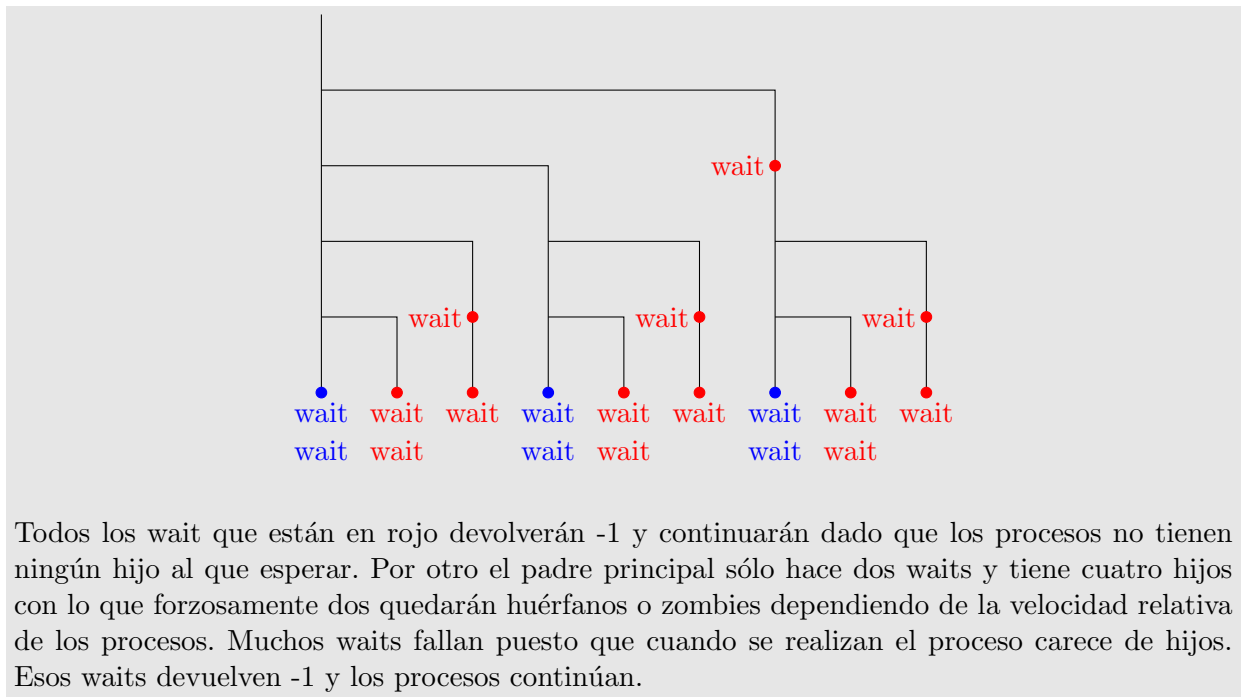 wait
wait wait wait
wait wait wait wait wait wait wait wait wait
wait wait wait wait wait wait
Todos los wait que están en rojo devolverán -1 y continuarán dado que los procesos no tienen
ningún hijo al que esperar. Por otro el padre principal sólo hace dos waits y tiene cuatro hijos
con lo que forzosamente dos quedarán huérfanos o zombies dependiendo de la velocidad relativa
de los procesos. Muchos waits fallan puesto que cuando se realizan el proceso carece de hijos.
Esos waits devuelven -1 y los procesos continúan.